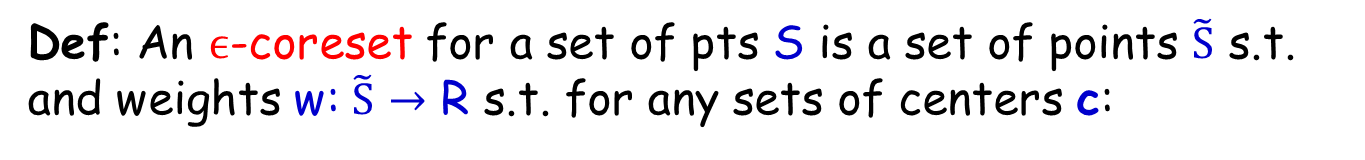 Def: An ϵ-coreset for a set of pts S is a set of points S̃ s.t.
and weights w: S̃ → R s.t. for any sets of centers c: